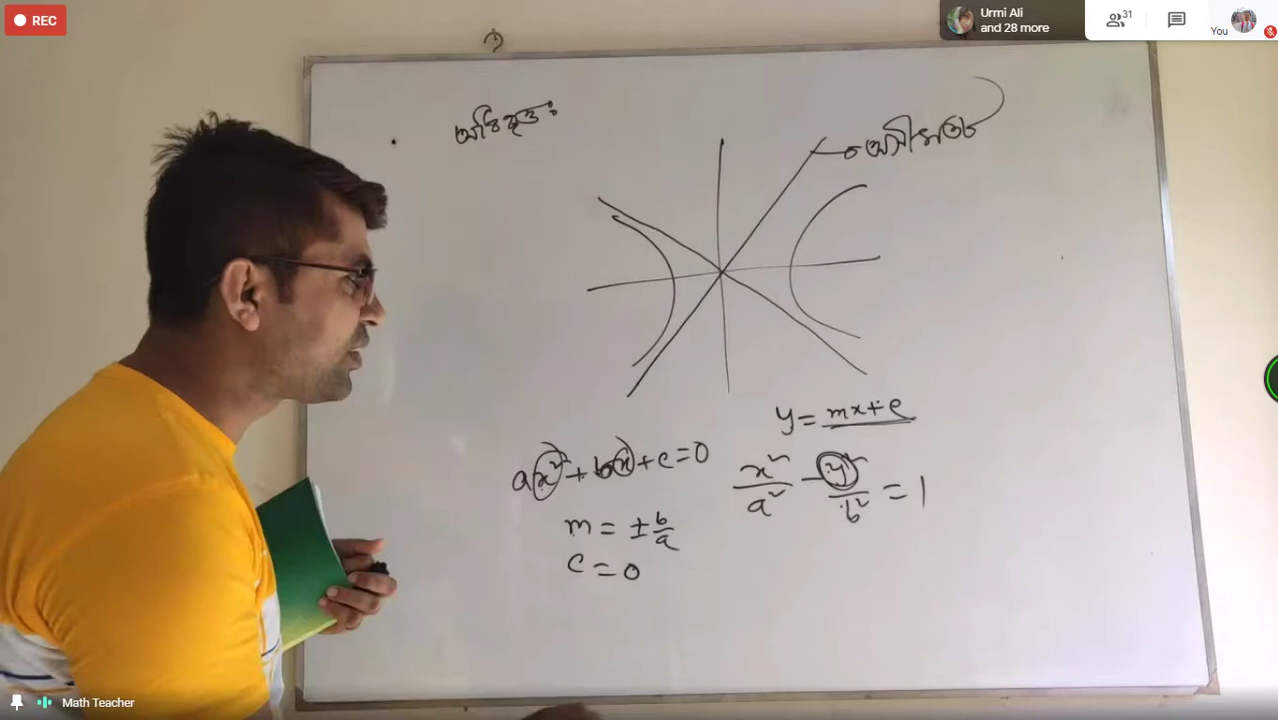 REC
Urmi Ali
and 28 more
31
You
অধিবৃত্তঃ
অসীমতট
y = mx + c
ax² + bx + c = 0
x²/a² - y²/b² = 1
m = ± b/a
c = 0
Math Teacher